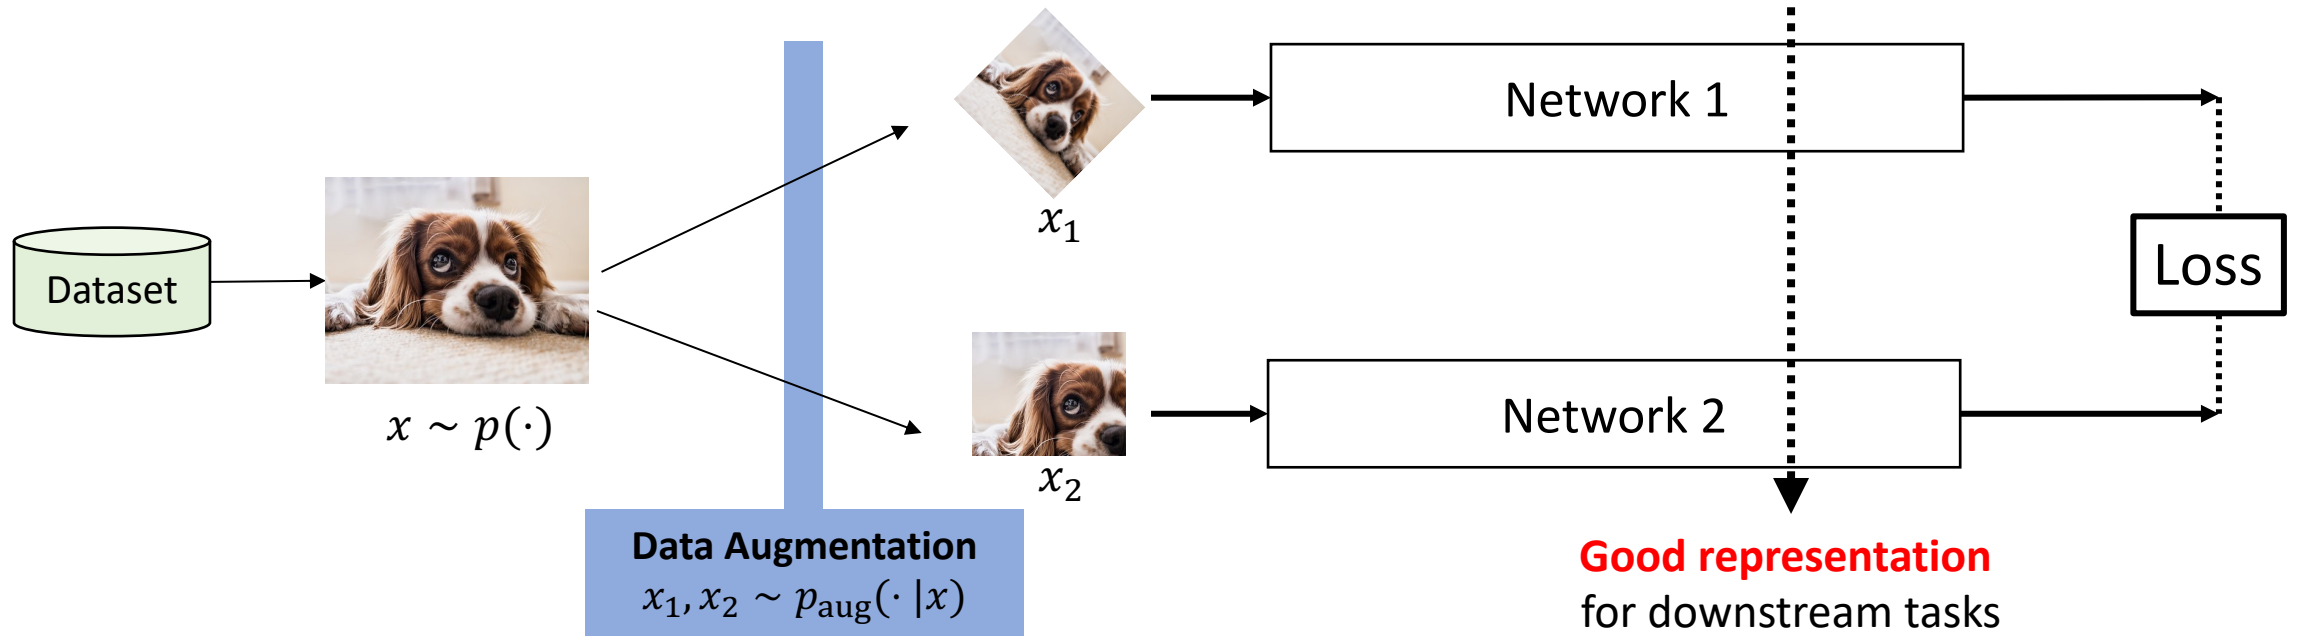 Dataset
x ~ p(·)
Data Augmentation
x₁, x₂ ~ p_aug(· |x)
x₁
x₂
Network 1
Network 2
Loss
Good representation
for downstream tasks